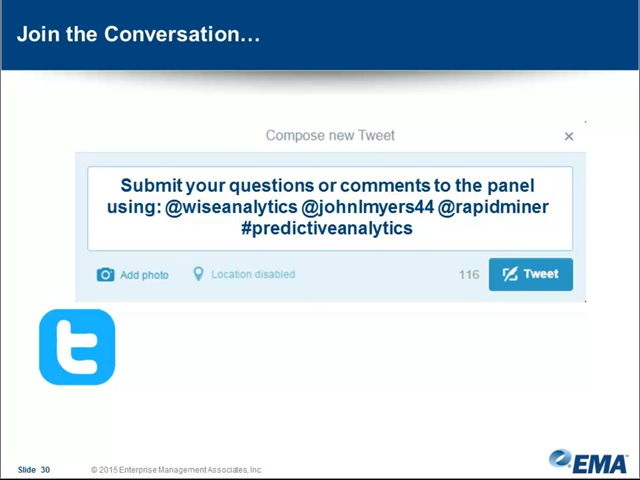 Join the Conversation…
Compose new Tweet ×
Submit your questions or comments to the panel
using: @wiseanalytics @johnlmyers44 @rapidminer
#predictiveanalytics
Add photo Location disabled 116 Tweet
t
Slide 30 © 2015 Enterprise Management Associates, Inc. EMA